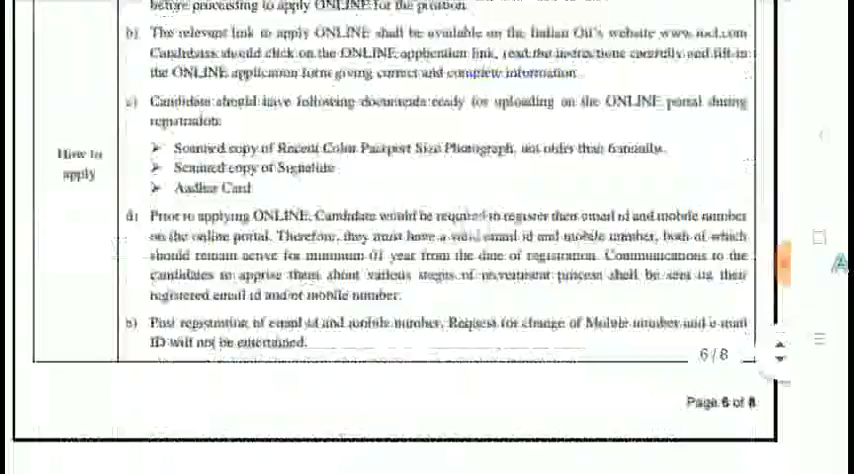 before processing to apply ONLINE for the position
b) The relevant link to apply ONLINE shall be available on the Indian Oil's website www.iocl.com
Candidates should click on the ONLINE application link, read the instructions carefully and fill-in
the ONLINE application form giving correct and complete information
c) Candidate should have following documents ready for uploading on the ONLINE portal during
registration:
➢ Scanned copy of Recent Color Passport Size Photograph, not older than 6 months.
➢ Scanned copy of Signature
➢ Aadhar Card
How to
apply
d) Prior to applying ONLINE, Candidate would be required to register their email id and mobile number
on the online portal. Therefore, they must have a valid email id and mobile number, both of which
should remain active for minimum 01 year from the date of registration. Communications to the
candidates to apprise them about various stages of recruitment process shall be sent on their
registered email id and/or mobile number.
e) Post registration of email id and mobile number, Request for change of Mobile number and e-mail
ID will not be entertained.
6/8
Page 6 of 8
A